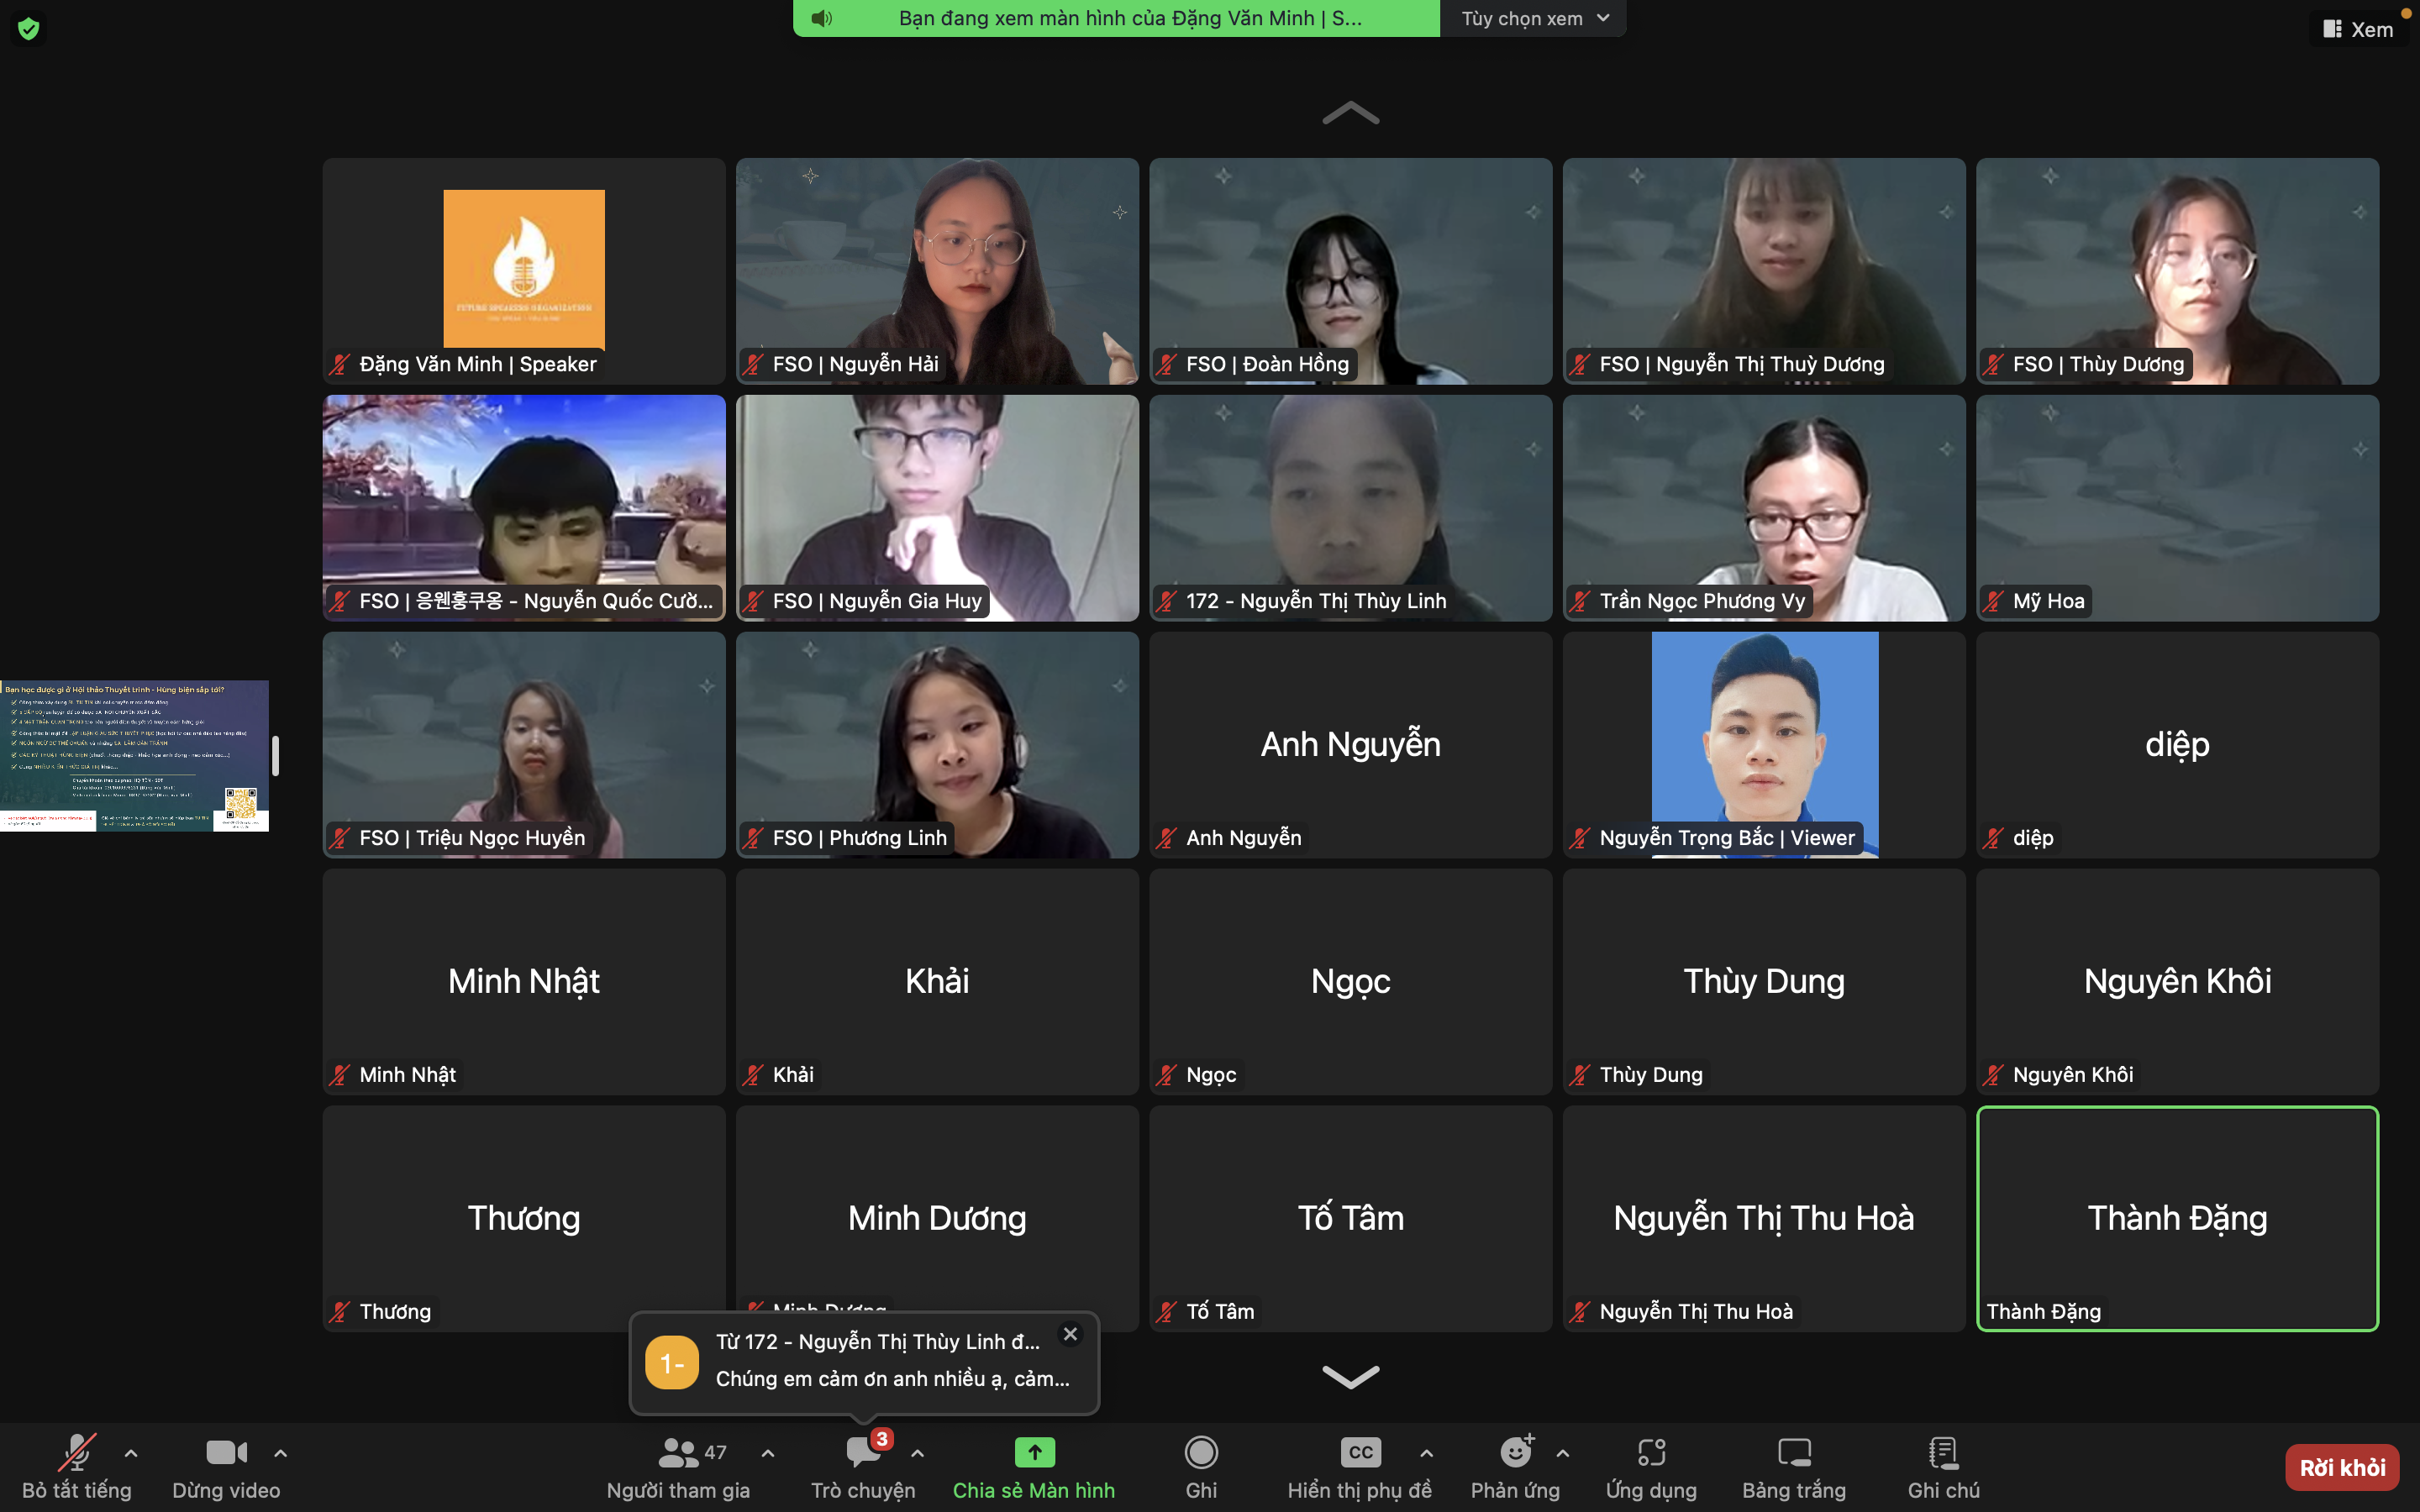 Bạn đang xem màn hình của Đặng Văn Minh | S...
Tùy chọn xem
Xem
FUTURE SPEAKERS ORGANIZATION
Đặng Văn Minh | Speaker
FSO | Nguyễn Hải
FSO | Đoàn Hồng
FSO | Nguyễn Thị Thuỳ Dương
FSO | Thùy Dương
FSO | 응웬훙쿠옹 - Nguyễn Quốc Cườ...
FSO | Nguyễn Gia Huy
172 - Nguyễn Thị Thùy Linh
Trần Ngọc Phương Vy
Mỹ Hoa
Bạn học được gì ở Hội thảo Thuyết trình - Hùng biện sắp tới?
FSO | Triệu Ngọc Huyền
FSO | Phương Linh
Anh Nguyễn
Anh Nguyễn
Nguyễn Trọng Bắc | Viewer
diệp
diệp
Minh Nhật
Minh Nhật
Khải
Khải
Ngọc
Ngọc
Thùy Dung
Thùy Dung
Nguyên Khôi
Nguyên Khôi
Thương
Thương
Minh Dương
Minh Dương
Tố Tâm
Tố Tâm
Nguyễn Thị Thu Hoà
Nguyễn Thị Thu Hoà
Thành Đặng
Thành Đặng
1-
Từ 172 - Nguyễn Thị Thùy Linh đ...
Chúng em cảm ơn anh nhiều ạ, cảm...
Bỏ tắt tiếng
Dừng video
47
Người tham gia
3
Trò chuyện
Chia sẻ Màn hình
Ghi
CC
Hiển thị phụ đề
Phản ứng
Ứng dụng
Bảng trắng
Ghi chú
Rời khỏi